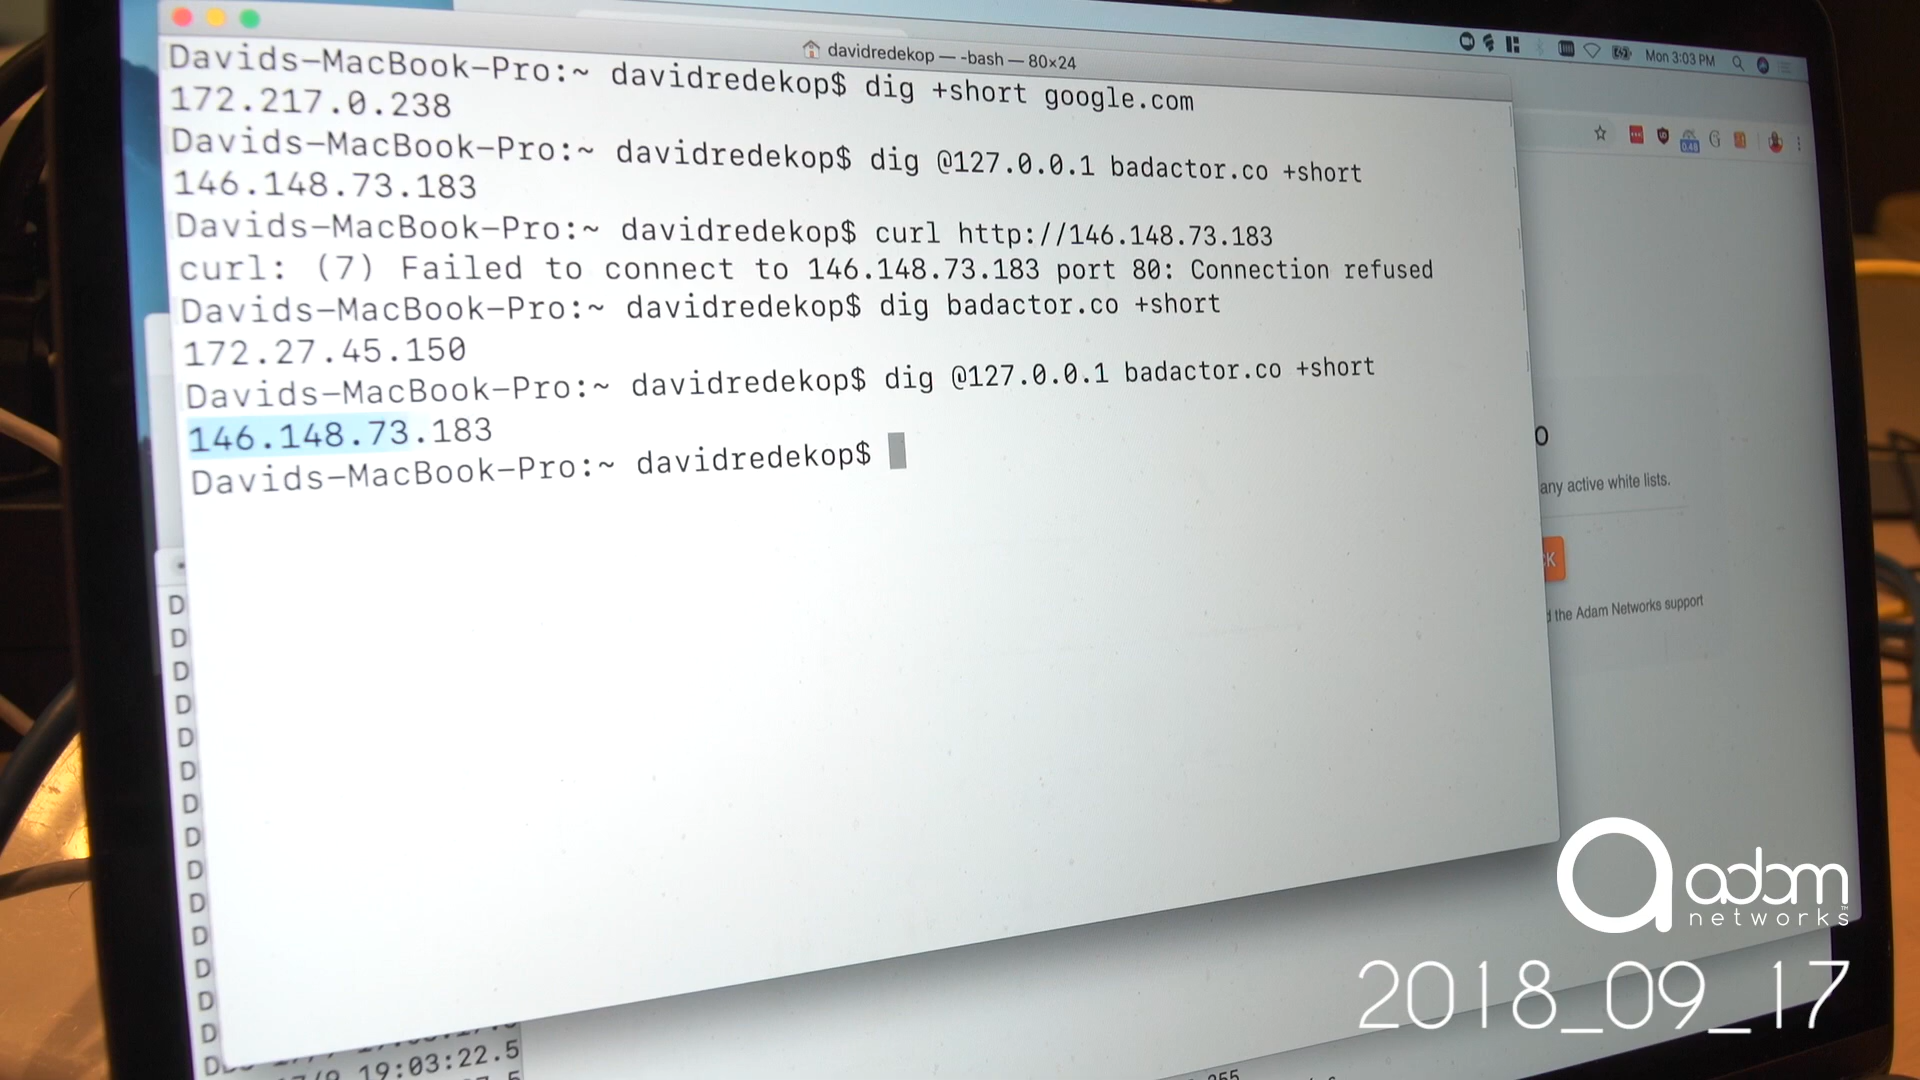 davidredekop — -bash — 80×24
Mon 3:03 PM
Davids-MacBook-Pro:~ davidredekop$ dig +short google.com
172.217.0.238
Davids-MacBook-Pro:~ davidredekop$ dig @127.0.0.1 badactor.co +short
146.148.73.183
Davids-MacBook-Pro:~ davidredekop$ curl http://146.148.73.183
curl: (7) Failed to connect to 146.148.73.183 port 80: Connection refused
Davids-MacBook-Pro:~ davidredekop$ dig badactor.co +short
172.27.45.150
Davids-MacBook-Pro:~ davidredekop$ dig @127.0.0.1 badactor.co +short
146.148.73.183
Davids-MacBook-Pro:~ davidredekop$
any active white lists.
the Adam Networks support
D
D
D
D
D
D
D
D
D
D
D
D
D
D
19:03:22.5
adam
networks™
2018_09_17